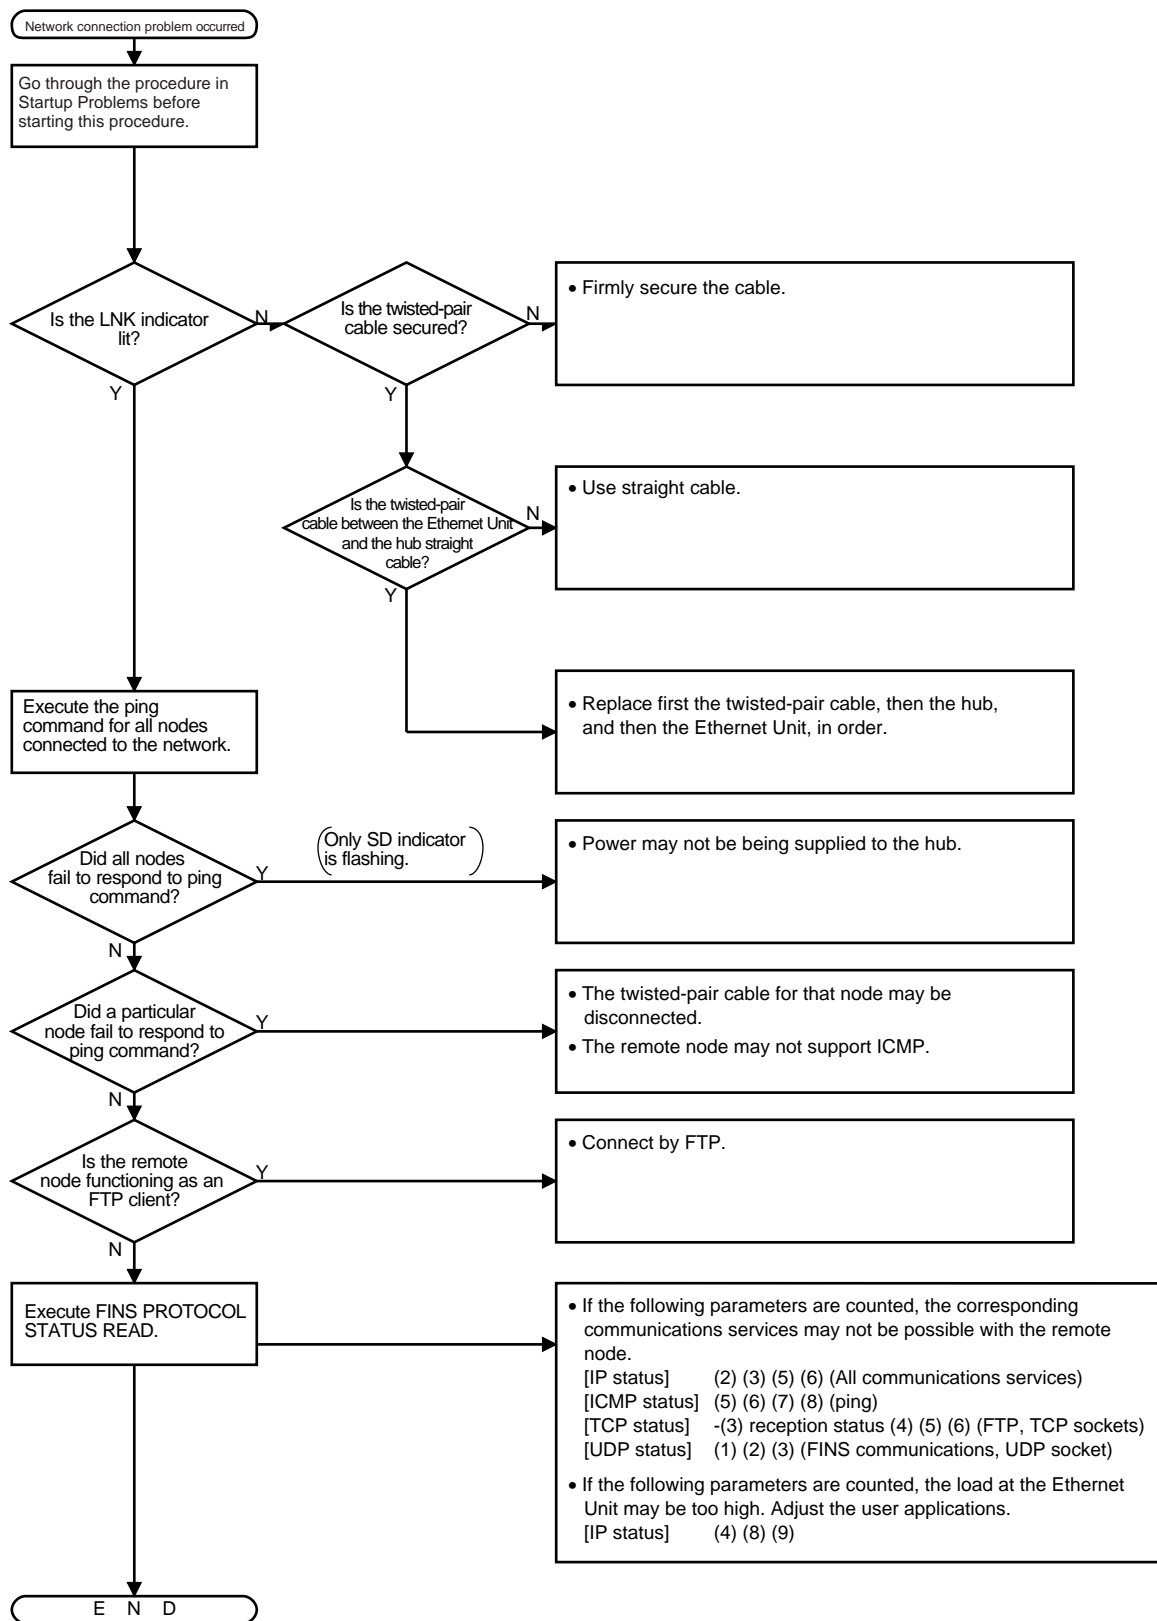 Network connection problem occurred
Go through the procedure in
Startup Problems before
starting this procedure.
Is the LNK indicator
lit?
N
Y
Is the twisted-pair
cable secured?
N
Y
• Firmly secure the cable.
Is the twisted-pair
cable between the Ethernet Unit
and the hub straight
cable?
N
Y
• Use straight cable.
• Replace first the twisted-pair cable, then the hub,
and then the Ethernet Unit, in order.
Execute the ping
command for all nodes
connected to the network.
Did all nodes
fail to respond to ping
command?
Y
N
(Only SD indicator
is flashing.)
• Power may not be being supplied to the hub.
Did a particular
node fail to respond to
ping command?
Y
N
• The twisted-pair cable for that node may be
disconnected.
• The remote node may not support ICMP.
Is the remote
node functioning as an
FTP client?
Y
N
• Connect by FTP.
Execute FINS PROTOCOL
STATUS READ.
• If the following parameters are counted, the corresponding
communications services may not be possible with the remote
node.
[IP status] (2) (3) (5) (6) (All communications services)
[ICMP status] (5) (6) (7) (8) (ping)
[TCP status] -(3) reception status (4) (5) (6) (FTP, TCP sockets)
[UDP status] (1) (2) (3) (FINS communications, UDP socket)
• If the following parameters are counted, the load at the Ethernet
Unit may be too high. Adjust the user applications.
[IP status] (4) (8) (9)
E N D